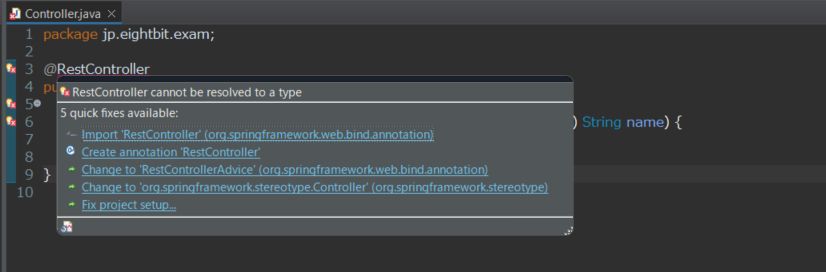 Controller.java
1 package jp.eightbit.exam;
2
3 @RestController
4 pu
RestController cannot be resolved to a type
5 quick fixes available:
Import 'RestController' (org.springframework.web.bind.annotation)
Create annotation 'RestController'
Change to 'RestControllerAdvice' (org.springframework.web.bind.annotation)
Change to 'org.springframework.stereotype.Controller' (org.springframework.stereotype)
Fix project setup...
5
6 ) String name) {
7
8
9 }
10